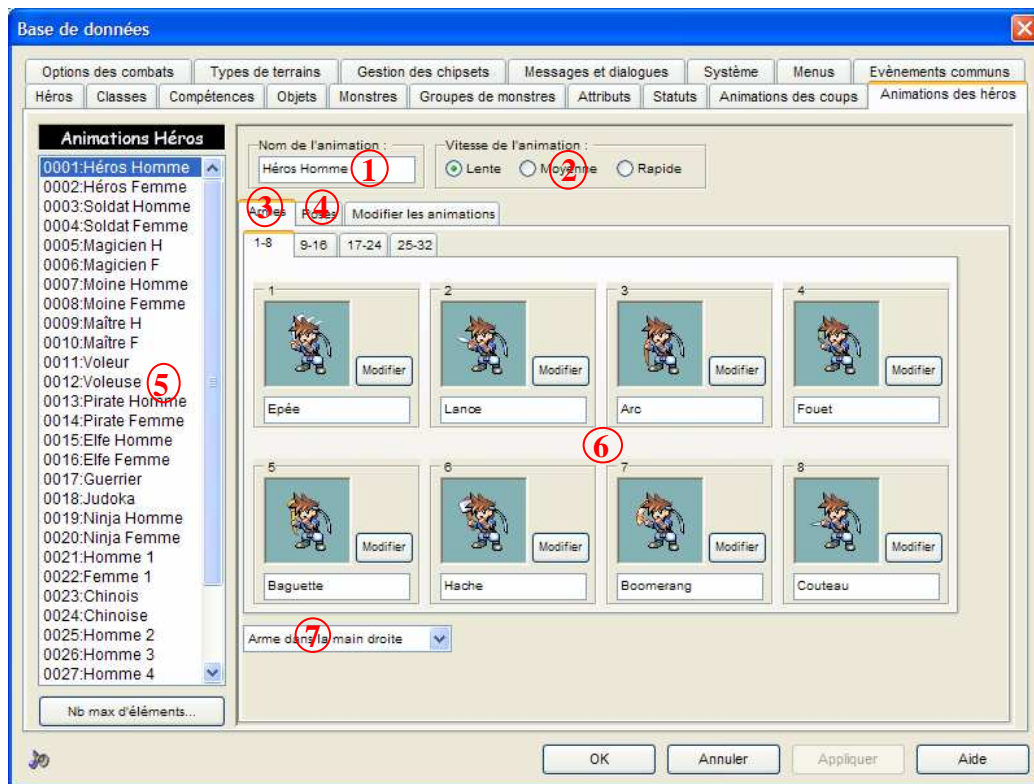 Base de données
Options des combats Types de terrains Gestion des chipsets Messages et dialogues Système Menus Evènements communs
Héros Classes Compétences Objets Monstres Groupes de monstres Attributs Statuts Animations des coups Animations des héros
Animations Héros
0001:Héros Homme
0002:Héros Femme
0003:Soldat Homme
0004:Soldat Femme
0005:Magicien H
0006:Magicien F
0007:Moine Homme
0008:Moine Femme
0009:Maître H
0010:Maître F
0011:Voleur
0012:Voleuse 5
0013:Pirate Homme
0014:Pirate Femme
0015:Elfe Homme
0016:Elfe Femme
0017:Guerrier
0018:Judoka
0019:Ninja Homme
0020:Ninja Femme
0021:Homme 1
0022:Femme 1
0023:Chinois
0024:Chinoise
0025:Homme 2
0026:Homme 3
0027:Homme 4
Nb max d'éléments...
Nom de l'animation :
Héros Homme 1
Vitesse de l'animation :
Lente Moyenne Rapide 2
3 4
Armes Poses Modifier les animations
1-8 9-16 17-24 25-32
1 2 3 4
Modifier Modifier Modifier Modifier
Epée Lance Arc Fouet
6
5 6 7 8
Modifier Modifier Modifier Modifier
Baguette Hache Boomerang Couteau
Arme dans la main droite 7
OK Annuler Appliquer Aide